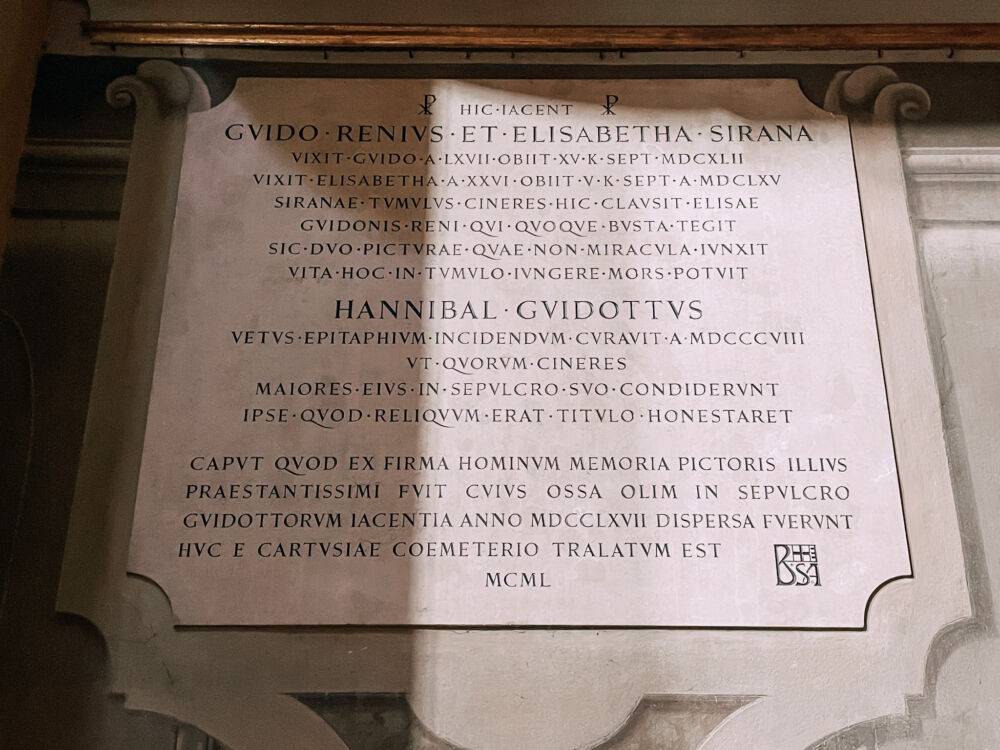 ☧ HIC·IACENT ☧
GVIDO·RENIVS·ET·ELISABETHA·SIRANA
VIXIT·GVIDO·A·LXVII·OBIIT·XV·K·SEPT·MDCXLII
VIXIT·ELISABETHA·A·XXVI·OBIIT·V·K·SEPT·A·MDCLXV
SIRANAE·TVMVLVS·CINERES·HIC·CLAVSIT·ELISAE
GVIDONIS·RENI·QVI·QVOQVE·BVSTA·TEGIT
SIC·DVO·PICTVRAE·QVAE·NON·MIRACVLA·IVNXIT
VITA·HOC·IN·TVMVLO·IVNGERE·MORS·POTVIT
HANNIBAL·GVIDOTTVS
VETVS·EPITAPHIVM·INCIDENDVM·CVRAVIT·A·MDCCCVIII
VT·QVORVM·CINERES
MAIORES·EIVS·IN·SEPVLCRO·SVO·CONDIDERVNT
IPSE·QVOD·RELIQVVM·ERAT·TITVLO·HONESTARET
CAPVT QVOD EX FIRMA HOMINVM MEMORIA PICTORIS ILLIVS
PRAESTANTISSIMI FVIT CVIVS OSSA OLIM IN SEPVLCRO
GVIDOTTORVM IACENTIA ANNO MDCCLXVII DISPERSA FVERVNT
HVC E CARTVSIAE COEMETERIO TRALATVM EST
MCML